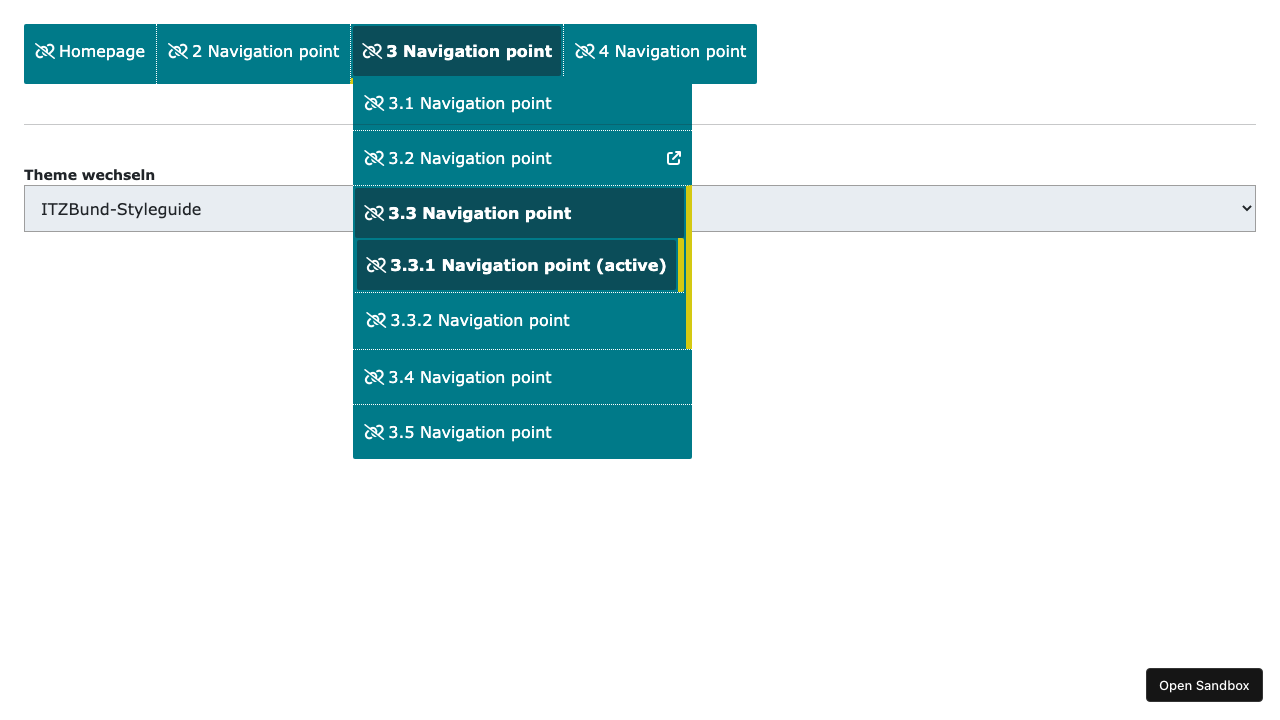 Homepage
2 Navigation point
3 Navigation point
4 Navigation point
3.1 Navigation point
3.2 Navigation point
Theme wechseln
ITZBund-Styleguide
3.3 Navigation point
3.3.1 Navigation point (active)
3.3.2 Navigation point
3.4 Navigation point
3.5 Navigation point
Open Sandbox